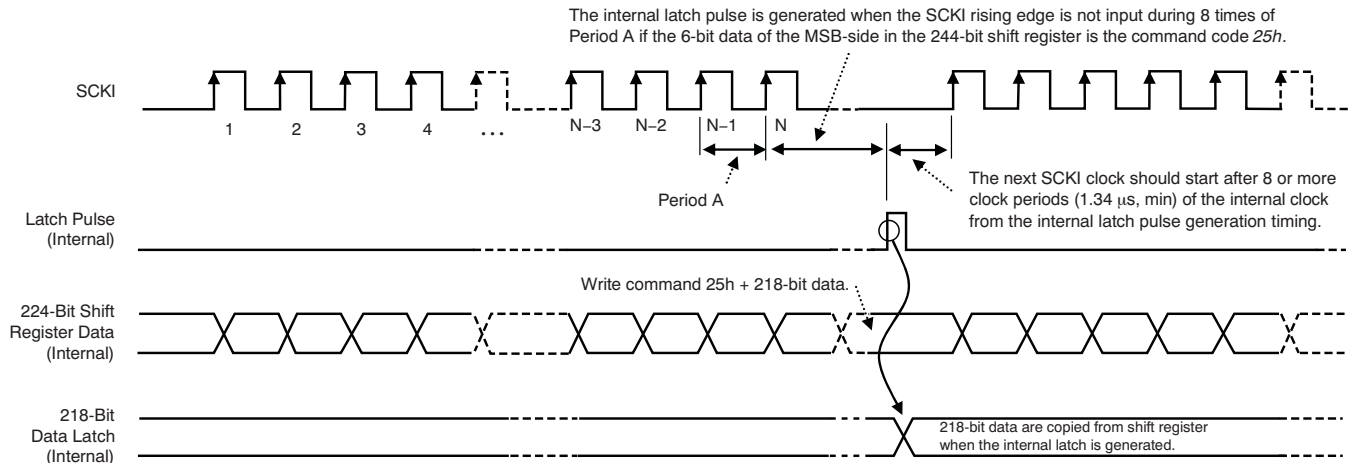 The internal latch pulse is generated when the SCKI rising edge is not input during 8 times of
Period A if the 6-bit data of the MSB-side in the 244-bit shift register is the command code 25h.
SCKI
1 2 3 4 ... N−3 N−2 N−1 N
Period A
The next SCKI clock should start after 8 or more
clock periods (1.34 μs, min) of the internal clock
from the internal latch pulse generation timing.
Latch Pulse
(Internal)
Write command 25h + 218-bit data.
224-Bit Shift
Register Data
(Internal)
218-Bit
Data Latch
(Internal)
218-bit data are copied from shift register
when the internal latch is generated.